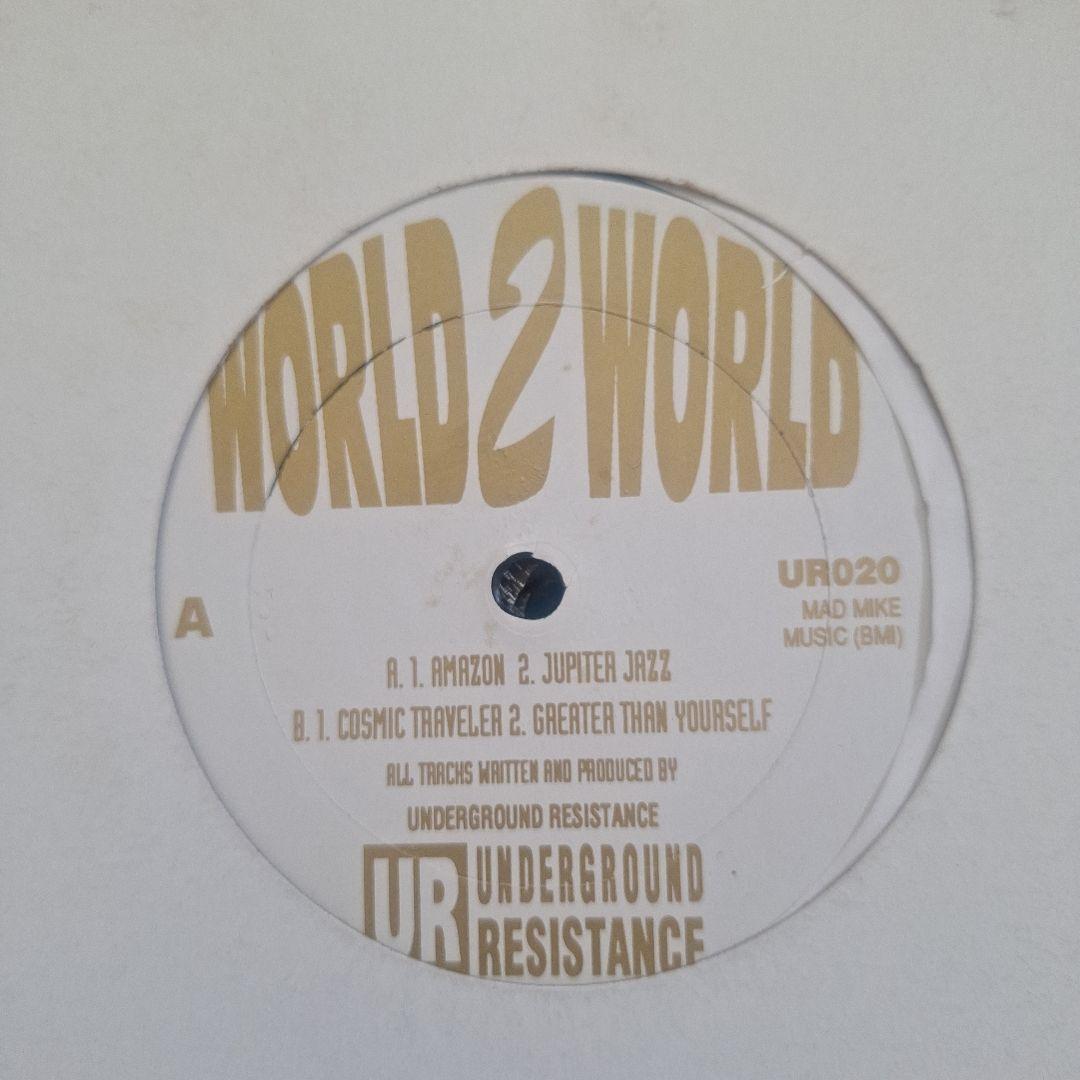 WORLD 2 WORLD
UR020
MAD MIKE
MUSIC (BMI)
A
A. 1. AMAZON 2. JUPITER JAZZ
B. 1. COSMIC TRAVELER 2. GREATER THAN YOURSELF
ALL TRACKS WRITTEN AND PRODUCED BY
UNDERGROUND RESISTANCE
UR UNDERGROUND
RESISTANCE